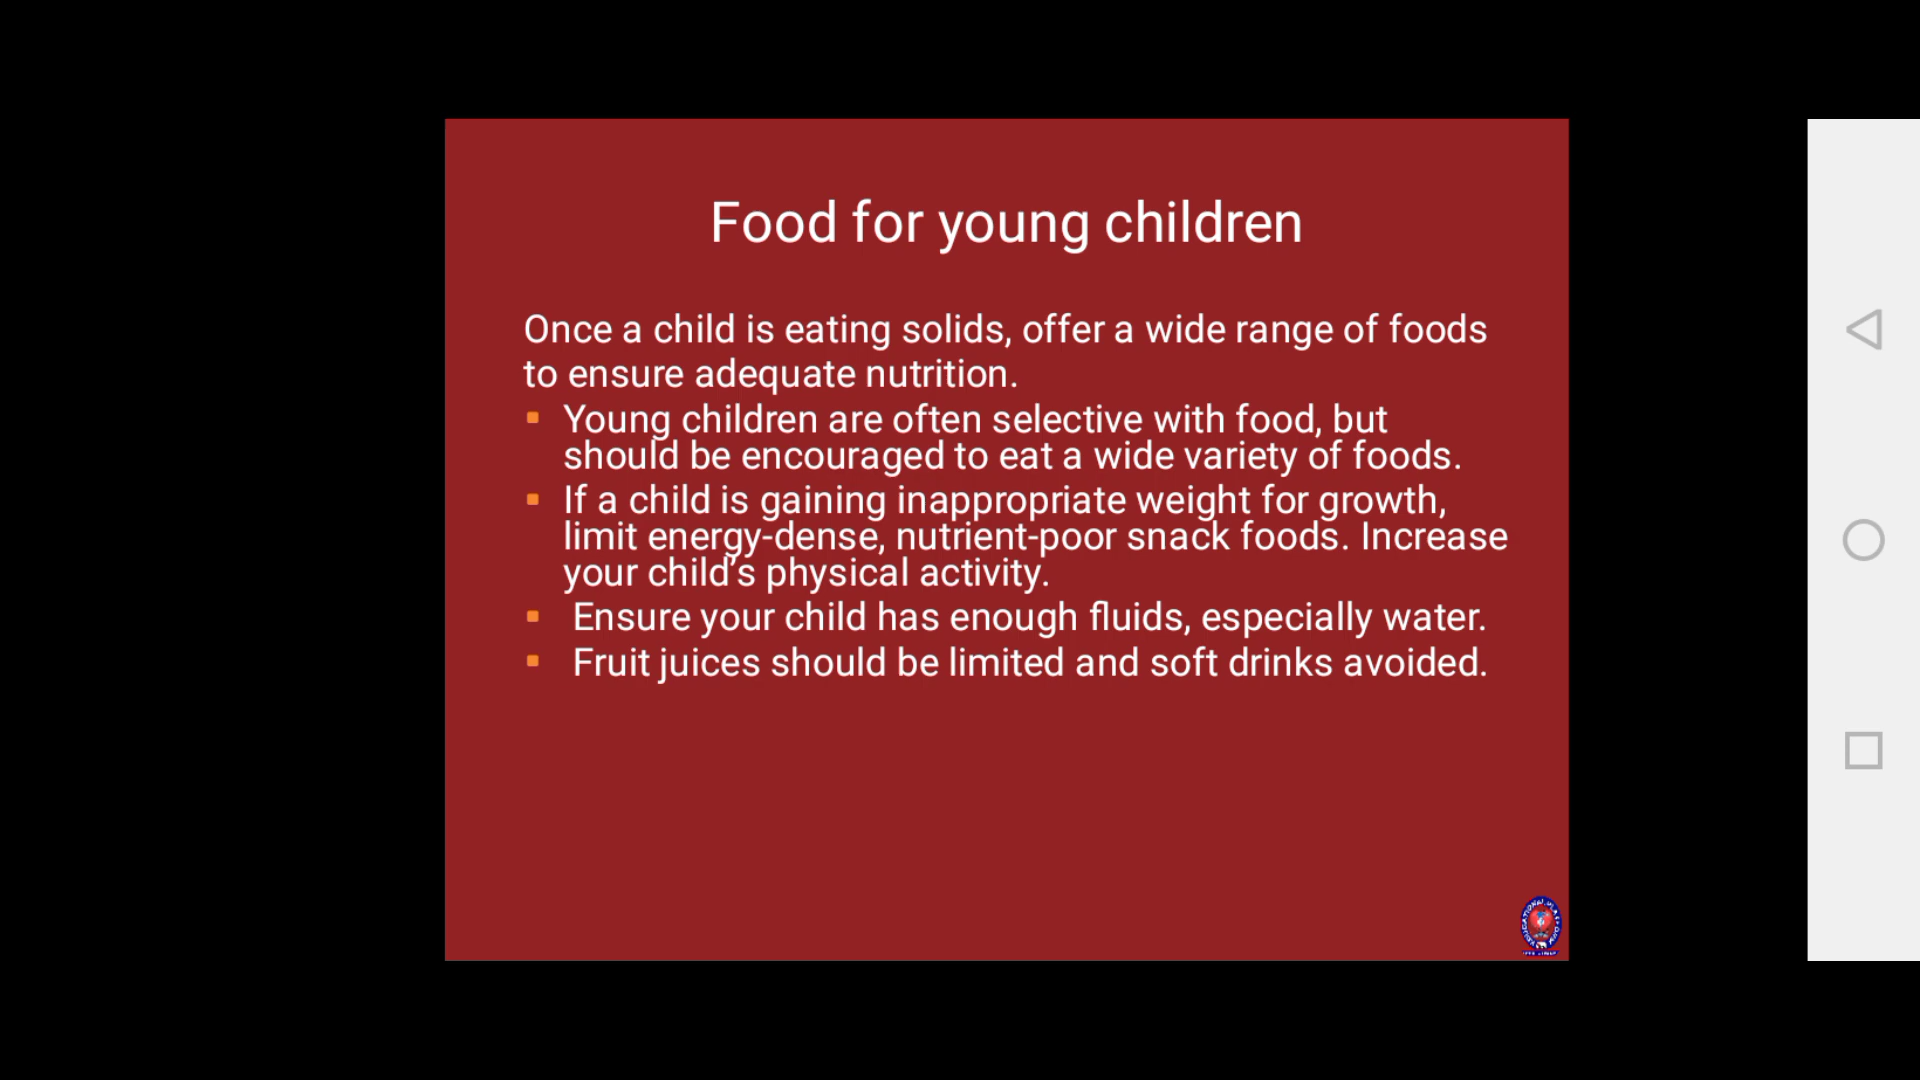 Food for young children
Once a child is eating solids, offer a wide range of foods
to ensure adequate nutrition.
Young children are often selective with food, but
should be encouraged to eat a wide variety of foods.
If a child is gaining inappropriate weight for growth,
limit energy-dense, nutrient-poor snack foods. Increase
your child’s physical activity.
Ensure your child has enough fluids, especially water.
Fruit juices should be limited and soft drinks avoided.